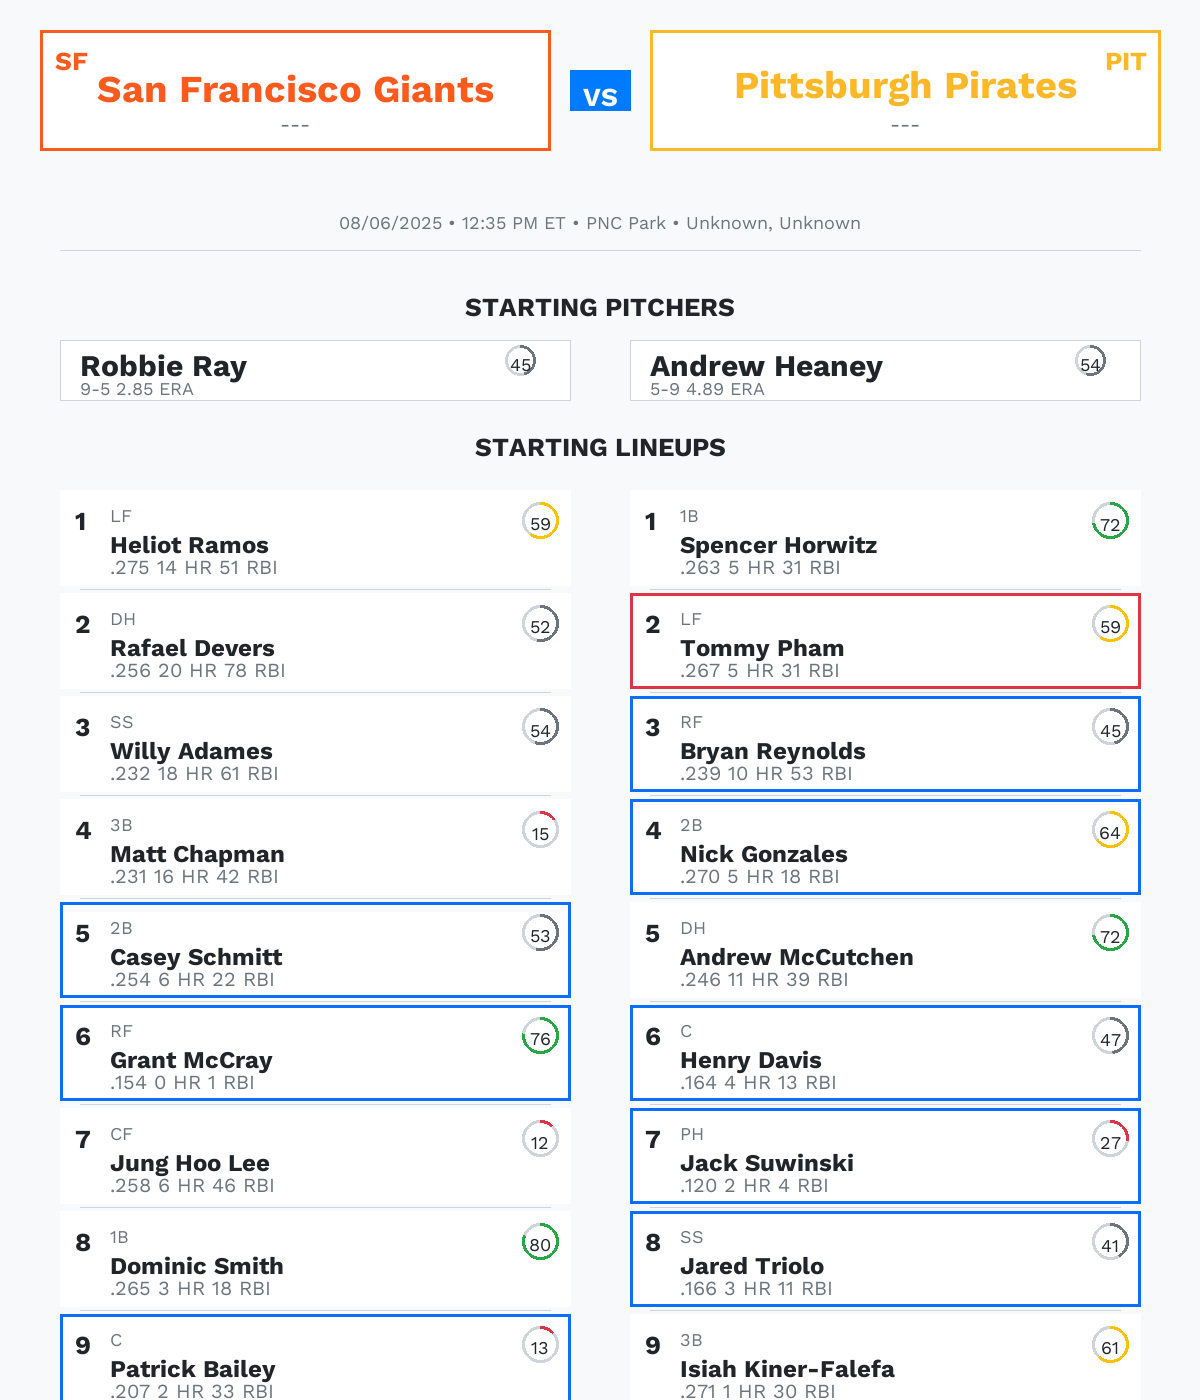 SF
San Francisco Giants
---
vs
PIT
Pittsburgh Pirates
---
08/06/2025 • 12:35 PM ET • PNC Park • Unknown, Unknown
STARTING PITCHERS
Robbie Ray
45
9-5 2.85 ERA
Andrew Heaney
54
5-9 4.89 ERA
STARTING LINEUPS
1
LF
59
Heliot Ramos
.275 14 HR 51 RBI
2
DH
52
Rafael Devers
.256 20 HR 78 RBI
3
SS
54
Willy Adames
.232 18 HR 61 RBI
4
3B
15
Matt Chapman
.231 16 HR 42 RBI
5
2B
53
Casey Schmitt
.254 6 HR 22 RBI
6
RF
76
Grant McCray
.154 0 HR 1 RBI
7
CF
12
Jung Hoo Lee
.258 6 HR 46 RBI
8
1B
80
Dominic Smith
.265 3 HR 18 RBI
9
C
13
Patrick Bailey
.207 2 HR 33 RBI
1
1B
72
Spencer Horwitz
.263 5 HR 31 RBI
2
LF
59
Tommy Pham
.267 5 HR 31 RBI
3
RF
45
Bryan Reynolds
.239 10 HR 53 RBI
4
2B
64
Nick Gonzales
.270 5 HR 18 RBI
5
DH
72
Andrew McCutchen
.246 11 HR 39 RBI
6
C
47
Henry Davis
.164 4 HR 13 RBI
7
PH
27
Jack Suwinski
.120 2 HR 4 RBI
8
SS
41
Jared Triolo
.166 3 HR 11 RBI
9
3B
61
Isiah Kiner-Falefa
.271 1 HR 30 RBI